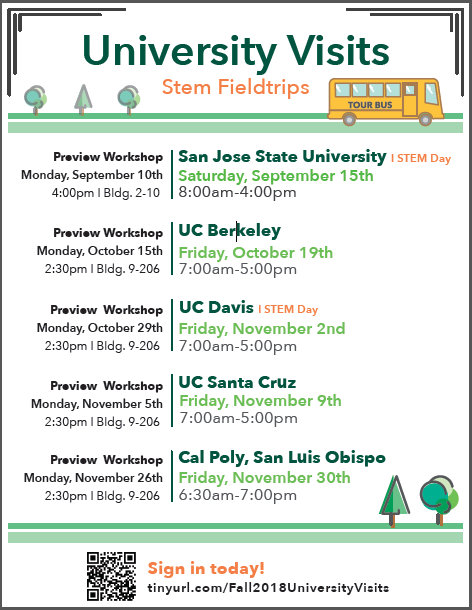 University Visits
Stem Fieldtrips
TOUR BUS
Preview Workshop
Monday, September 10th
4:00pm | Bldg. 2-10
San Jose State University | STEM Day
Saturday, September 15th
8:00am-4:00pm
Preview Workshop
Monday, October 15th
2:30pm | Bldg. 9-206
UC Berkeley
Friday, October 19th
7:00am-5:00pm
Preview Workshop
Monday, October 29th
2:30pm | Bldg. 9-206
UC Davis | STEM Day
Friday, November 2nd
7:00am-5:00pm
Preview Workshop
Monday, November 5th
2:30pm | Bldg. 9-206
UC Santa Cruz
Friday, November 9th
7:00am-5:00pm
Preview Workshop
Monday, November 26th
2:30pm | Bldg. 9-206
Cal Poly, San Luis Obispo
Friday, November 30th
6:30am-7:00pm
Sign in today!
tinyurl.com/Fall2018UniversityVisits